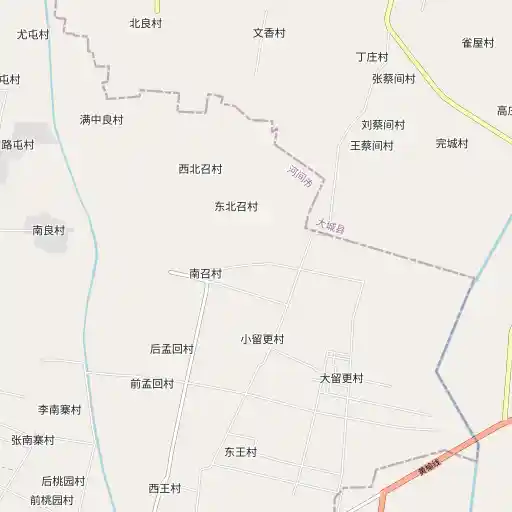 北良村
尤屯村
文香村
雀屋村
丁庄村
张蔡间村
屯村
高庄
满中良村
刘蔡间村
王蔡间村
完城村
路屯村
西北召村
河间市
东北召村
大城县
南良村
南召村
小留更村
后孟回村
大留更村
前孟回村
李南寨村
张南寨村
东王村
黄榆线
后桃园村
西王村
前桃园村